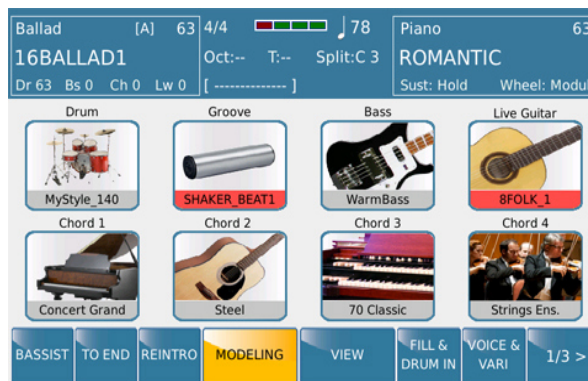 Ballad [A] 63
16BALLAD1
Dr 63 Bs 0 Ch 0 Lw 0
4/4 78
Oct:-- T:-- Split:C 3
[ -------------- ]
Piano 63
ROMANTIC
Sust: Hold Wheel: Modul
Drum Groove Bass Live Guitar
MyStyle_140 SHAKER_BEAT1 WarmBass 8FOLK_1
Chord 1 Chord 2 Chord 3 Chord 4
Concert Grand Steel 70 Classic Strings Ens.
BASSIST TO END REINTRO MODELING VIEW FILL & DRUM IN VOICE & VARI 1/3 >